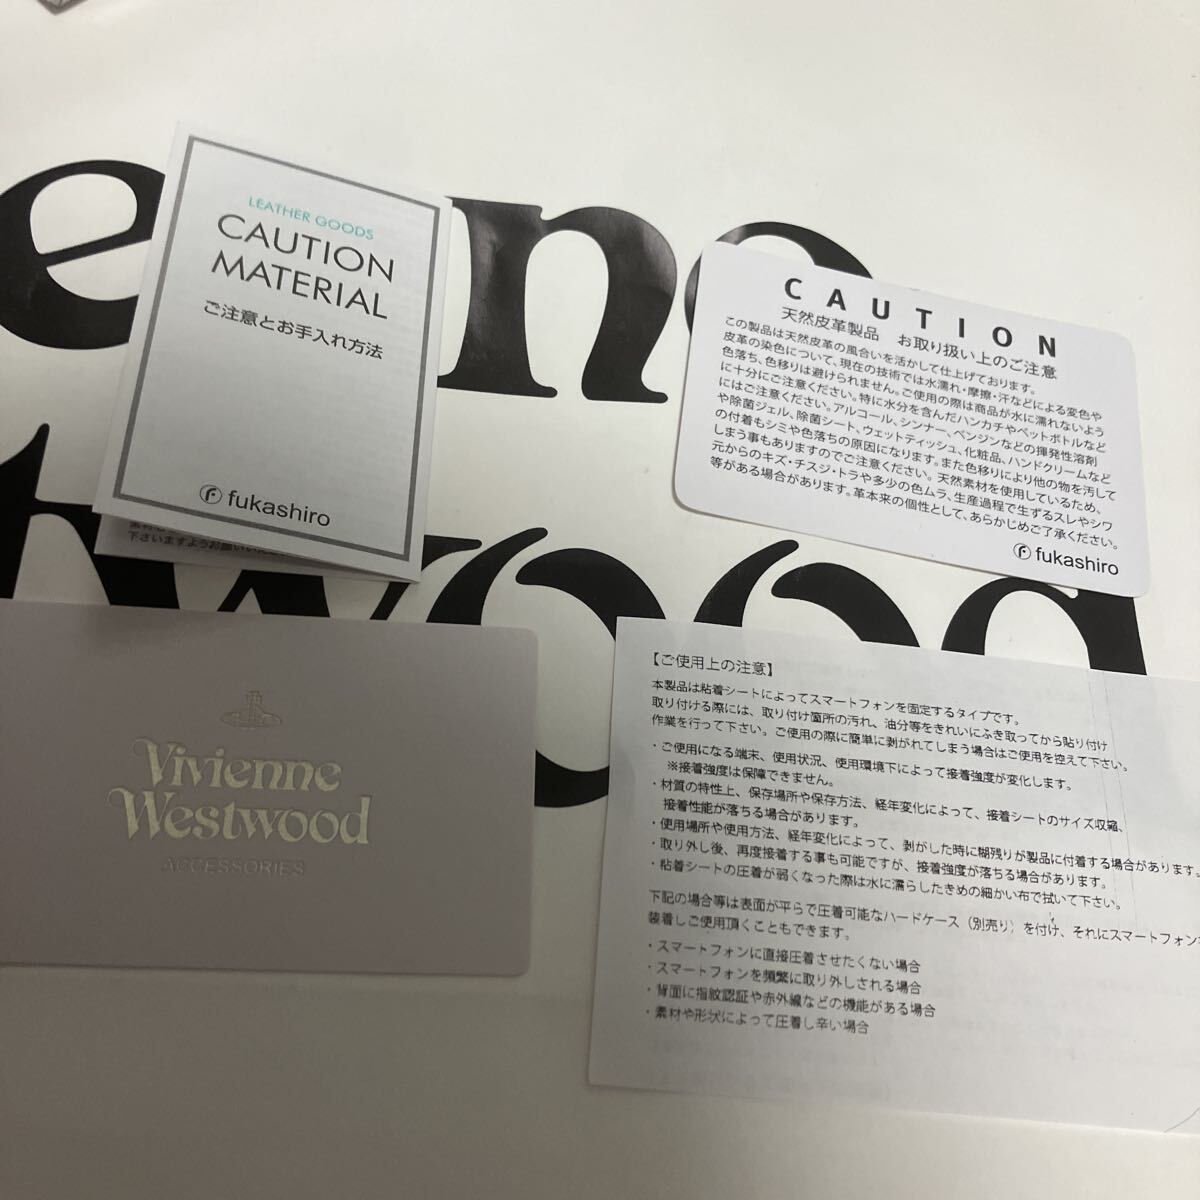 enne
twood
LEATHER GOODS
CAUTION
MATERIAL
ご注意とお手入れ方法
fukashiro
下さいますようお願いいた
CAUTION
天然皮革製品 お取り扱い上のご注意
この製品は天然皮革の風合いを活かして仕上げております。
皮革の染色について、現在の技術では水濡れ・摩擦・汗などによる変色や
色落ち、色移りは避けられません。ご使用の際は商品が水に濡れないよう
に十分にご注意ください。特に水分を含んだハンカチやペットボトルなど
にはご注意ください。アルコール、シンナー、ベンジンなどの揮発性溶剤
や除菌ジェル、除菌シート、ウェットティッシュ、化粧品、ハンドクリームなど
の付着もシミや色落ちの原因になります。また色移りにより他の物を汚して
しまう事もありますのでご注意ください。天然素材を使用しているため、
元からのキズ・チスジ・トラや多少の色ムラ、生産過程で生ずるスレやシワ
等がある場合があります。革本来の個性として、あらかじめご了承ください。
fukashiro
Vivienne
Westwood
ACCESSORIES
【ご使用上の注意】
本製品は粘着シートによってスマートフォンを固定するタイプです。
取り付ける際には、取り付け箇所の汚れ、油分等をきれいにふき取ってから貼り付け
作業を行って下さい。ご使用の際に簡単に剥がれてしまう場合はご使用を控えて下さい。
・ご使用になる端末、使用状況、使用環境下によって接着強度が変化します。
※接着強度は保障できません。
・材質の特性上、保存場所や保存方法、経年変化によって、接着シートのサイズ収縮、
接着性能が落ちる場合があります。
・使用場所や使用方法、経年変化によって、剥がした時に糊残りが製品に付着する場合があります。
・取り外し後、再度接着する事も可能ですが、接着強度が落ちる場合があります。
・粘着シートの圧着が弱くなった際は水に濡らしたきめの細かい布で拭いて下さい。
下記の場合等は表面が平らで圧着可能なハードケース（別売り）を付け、それにスマートフォンを
装着しご使用頂くこともできます。
・スマートフォンに直接圧着させたくない場合
・スマートフォンを頻繁に取り外しされる場合
・背面に指紋認証や赤外線などの機能がある場合
・素材や形状によって圧着し辛い場合